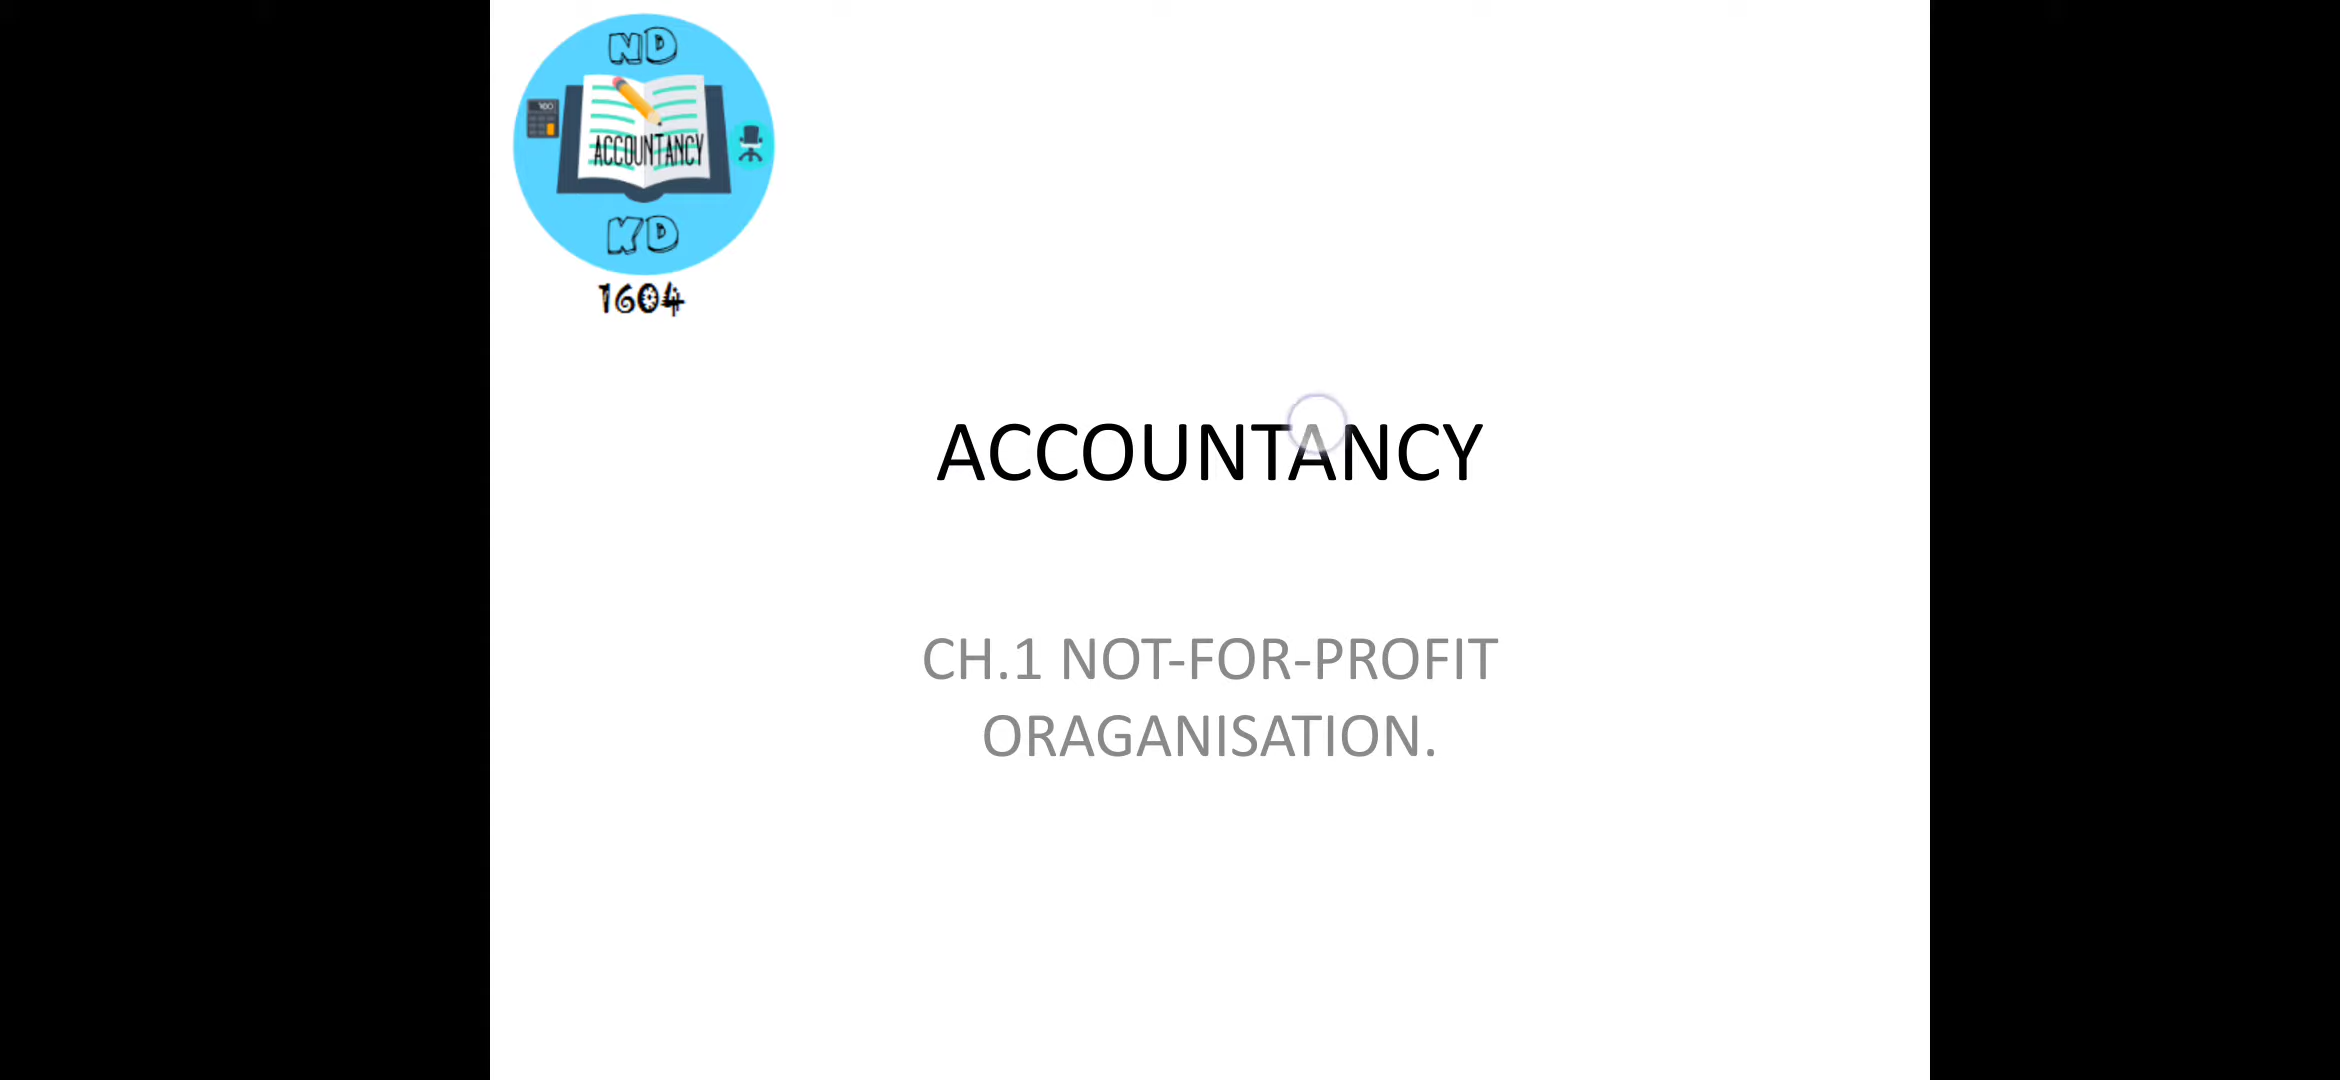 ND
ACCOUNTANCY
KD
1604
ACCOUNTANCY
CH.1 NOT-FOR-PROFIT
ORAGANISATION.